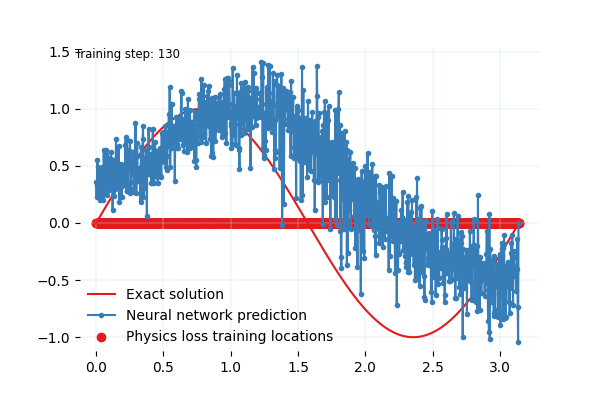 Training step: 130
1.5
1.0
0.5
0.0
−0.5
−1.0
Exact solution
Neural network prediction
Physics loss training locations
0.0 0.5 1.0 1.5 2.0 2.5 3.0